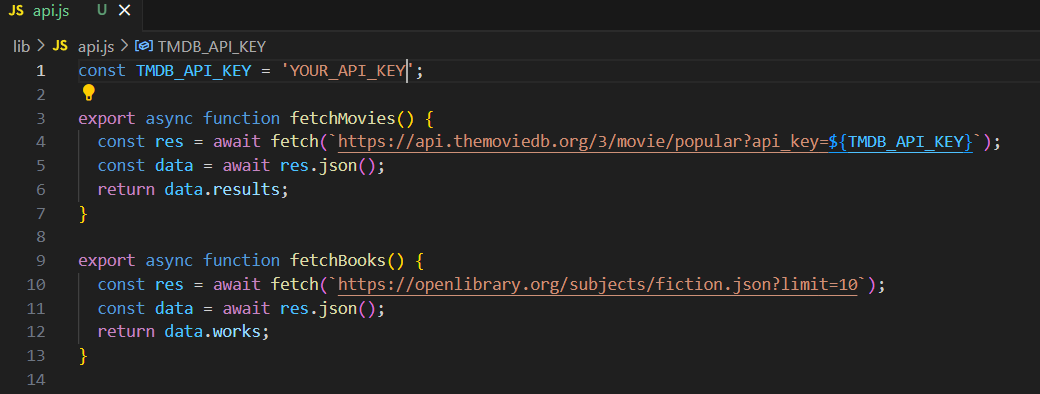 JS api.js U ×
lib > JS api.js > TMDB_API_KEY
1 const TMDB_API_KEY = 'YOUR_API_KEY';
2
3 export async function fetchMovies() {
4   const res = await fetch(`https://api.themoviedb.org/3/movie/popular?api_key=${TMDB_API_KEY}`);
5   const data = await res.json();
6   return data.results;
7 }
8
9 export async function fetchBooks() {
10   const res = await fetch(`https://openlibrary.org/subjects/fiction.json?limit=10`);
11   const data = await res.json();
12   return data.works;
13 }
14